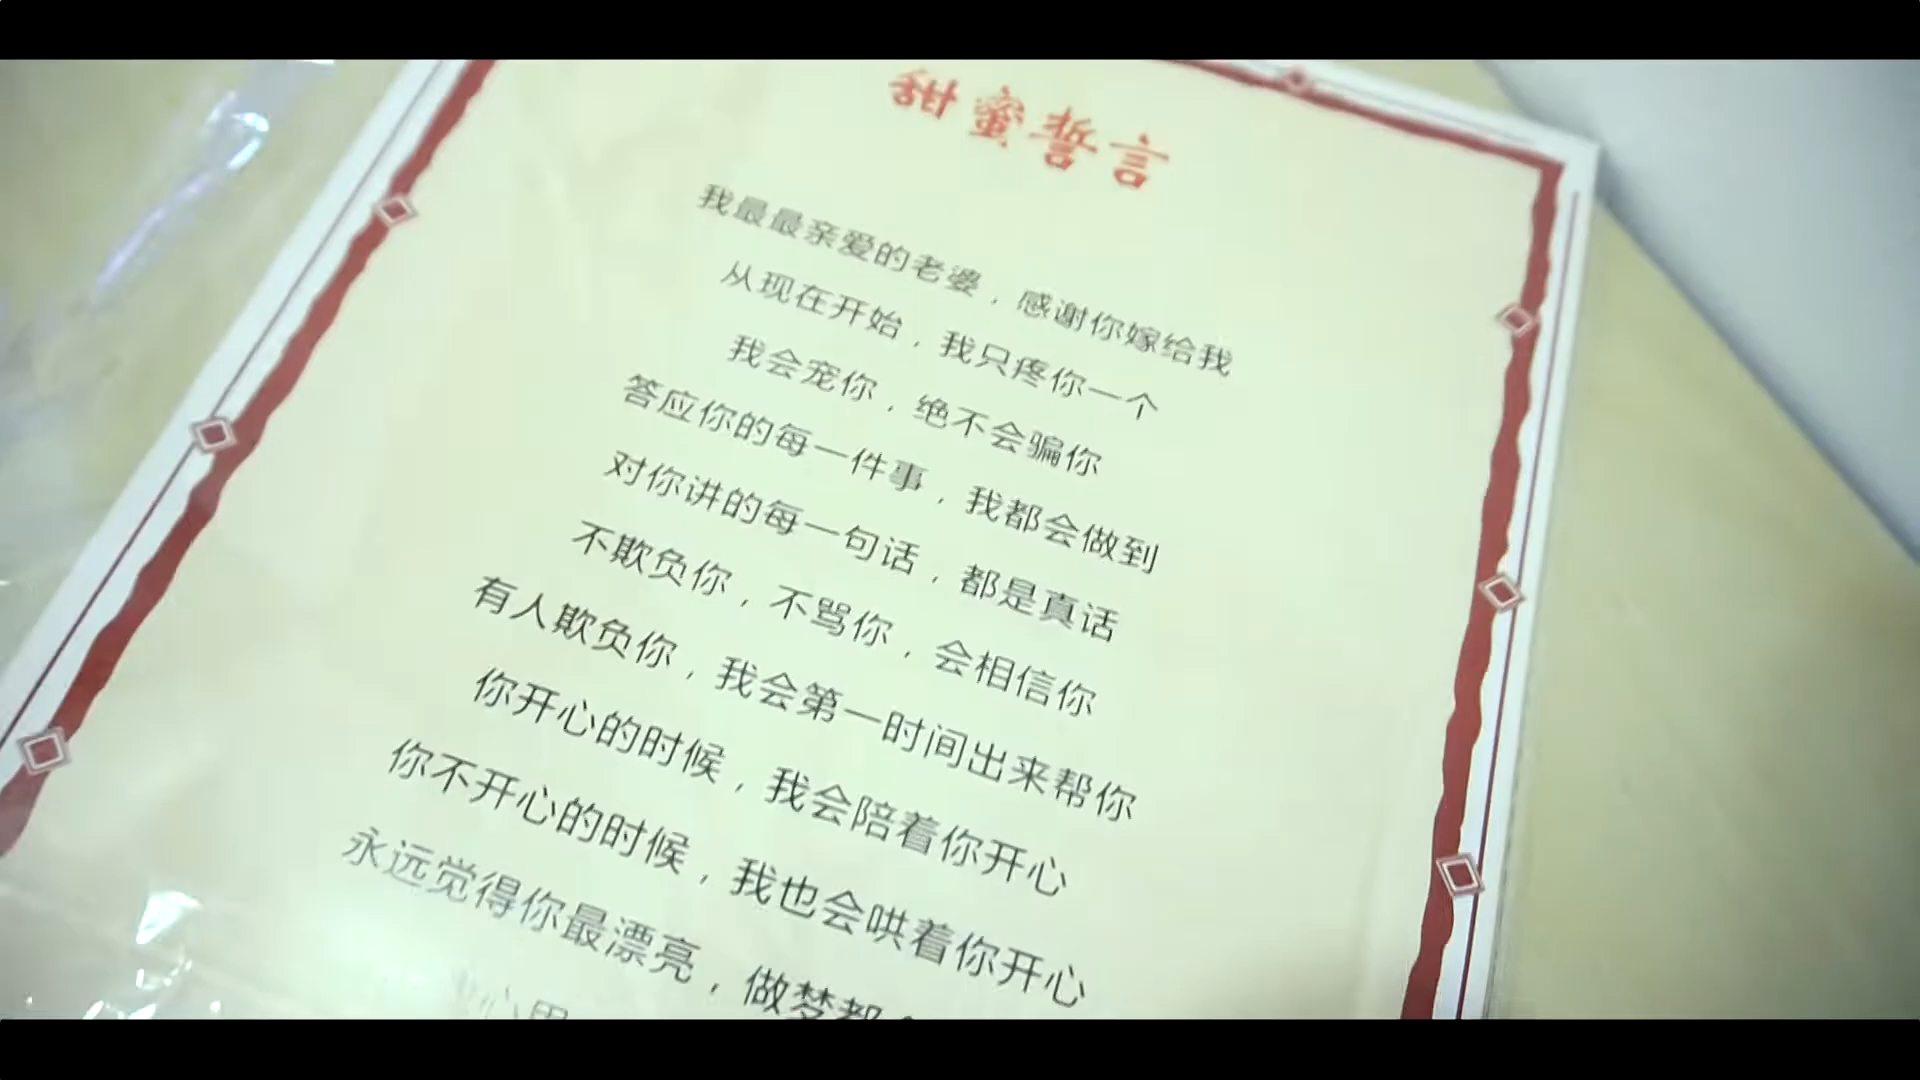 甜蜜誓言
我最最亲爱的老婆，感谢你嫁给我
从现在开始，我只疼你一个
我会宠你，绝不会骗你
答应你的每一件事，我都会做到
对你讲的每一句话，都是真话
不欺负你，不骂你，会相信你
有人欺负你，我会第一时间出来帮你
你开心的时候，我会陪着你开心
你不开心的时候，我也会哄着你开心
永远觉得你最漂亮，做梦都